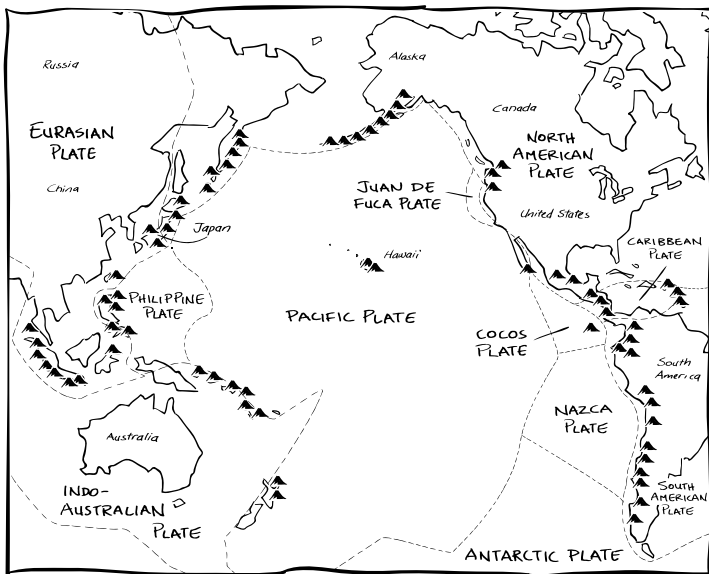 Russia
Alaska
Canada
EURASIAN
PLATE
NORTH
AMERICAN
PLATE
China
JUAN DE
FUCA PLATE
United States
Japan
Hawaii
CARIBBEAN
PLATE
PHILIPPINE
PLATE
PACIFIC PLATE
COCOS
PLATE
South
America
NAZCA
PLATE
Australia
INDO-
AUSTRALIAN
PLATE
SOUTH
AMERICAN
PLATE
ANTARCTIC PLATE